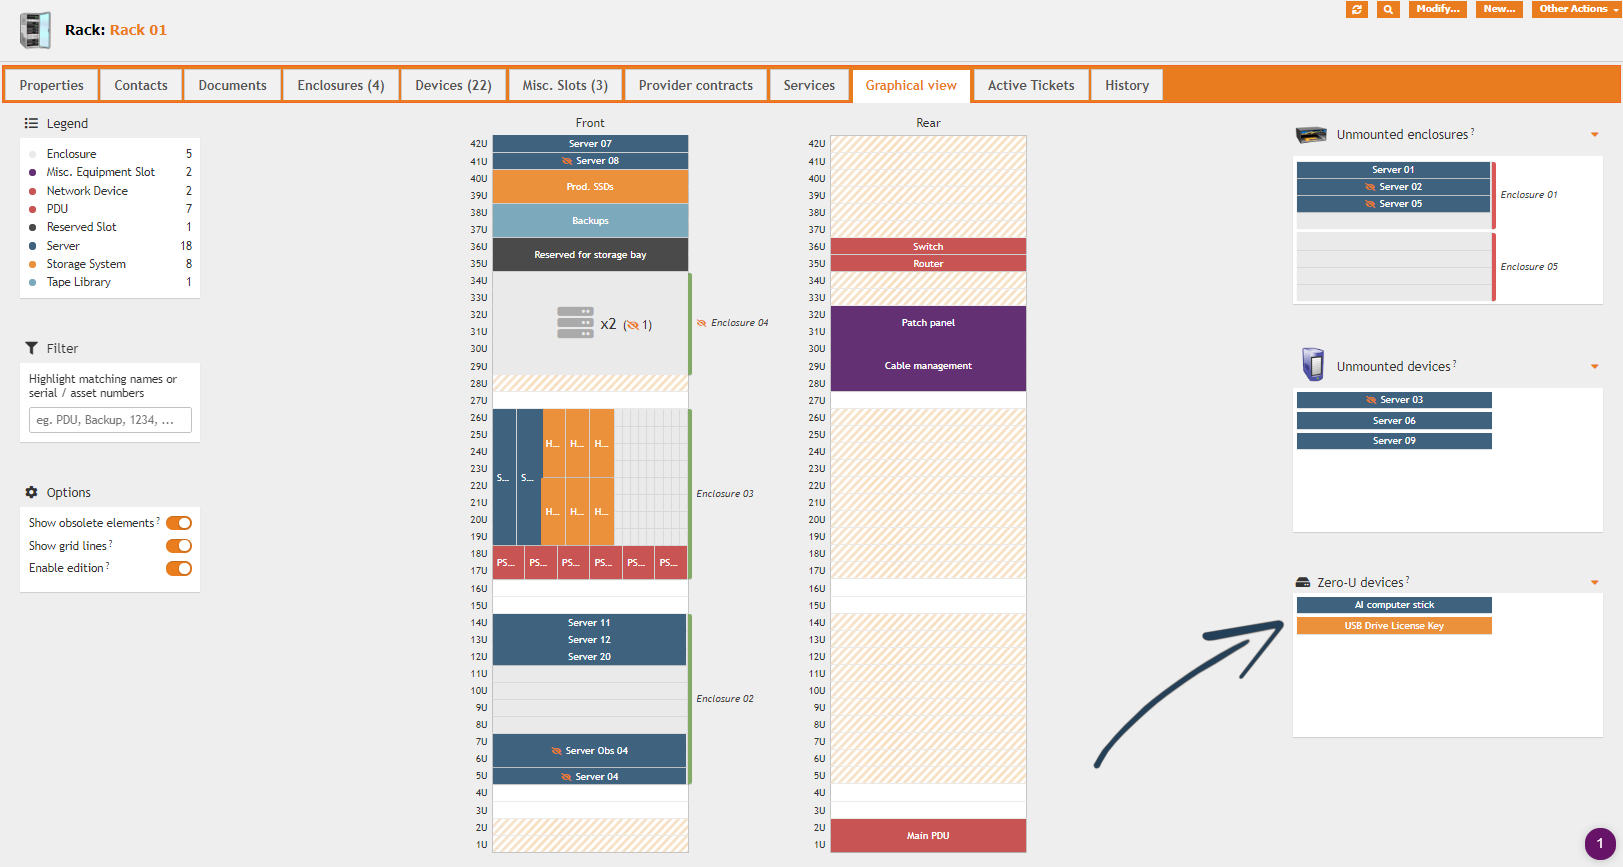 Rack: Rack 01
Modify...
New...
Other Actions
Properties
Contacts
Documents
Enclosures (4)
Devices (22)
Misc. Slots (3)
Provider contracts
Services
Graphical view
Active Tickets
History
Legend
Enclosure 5
Misc. Equipment Slot 2
Network Device 2
PDU 7
Reserved Slot 1
Server 18
Storage System 8
Tape Library 1
Filter
Highlight matching names or
serial / asset numbers
eg. PDU, Backup, 1234, ...
Options
Show obsolete elements ?
Show grid lines ?
Enable edition ?
Front
42U Server 07
41U Server 08
40U
Prod. SSDs
39U
38U
Backups
37U
36U
Reserved for storage bay
35U
34U
33U
32U
x2 (1)
Enclosure 04
31U
30U
29U
28U
27U
26U
25U
H... H... H...
24U
23U
S... S...
22U
Enclosure 03
21U
H... H... H...
20U
19U
18U
PS... PS... PS... PS... PS... PS...
17U
16U
15U
14U Server 11
13U Server 12
12U Server 20
11U
10U
9U
Enclosure 02
8U
7U
Server Obs 04
6U
5U Server 04
4U
3U
2U
1U
Rear
42U
41U
40U
39U
38U
37U
36U Switch
35U Router
34U
33U
32U
Patch panel
31U
30U
29U Cable management
28U
27U
26U
25U
24U
23U
22U
21U
20U
19U
18U
17U
16U
15U
14U
13U
12U
11U
10U
9U
8U
7U
6U
5U
4U
3U
2U
Main PDU
1U
Unmounted enclosures ?
Server 01
Server 02
Server 05
Enclosure 01
Enclosure 05
Unmounted devices ?
Server 03
Server 06
Server 09
Zero-U devices ?
AI computer stick
USB Drive License Key
1